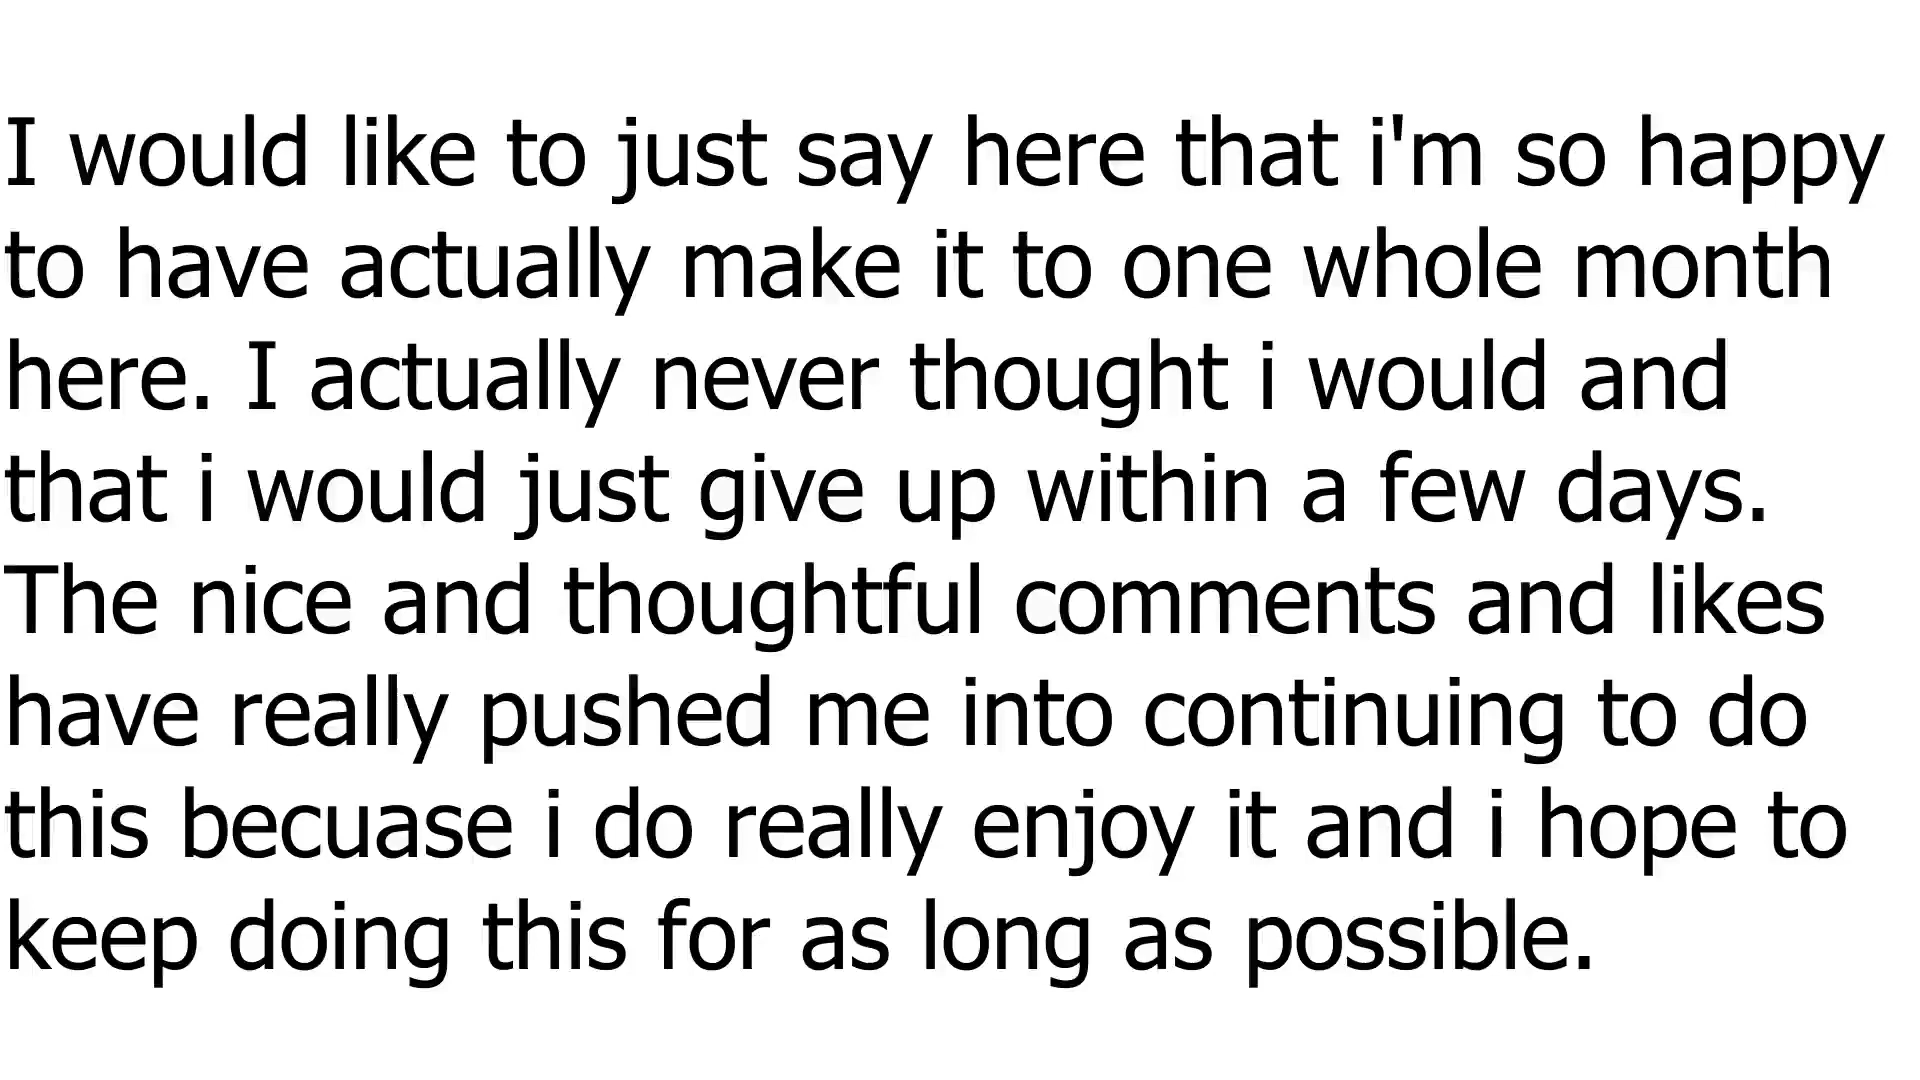 I would like to just say here that i'm so happy
to have actually make it to one whole month
here. I actually never thought i would and
that i would just give up within a few days.
The nice and thoughtful comments and likes
have really pushed me into continuing to do
this becuase i do really enjoy it and i hope to
keep doing this for as long as possible.